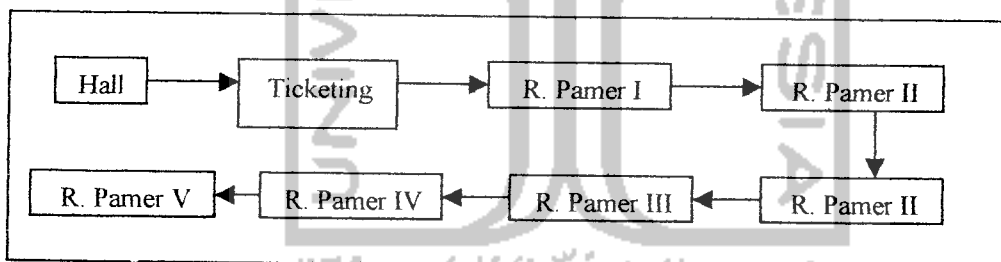 Hall
Ticketing
R. Pamer I
R. Pamer II
R. Pamer II
R. Pamer III
R. Pamer IV
R. Pamer V